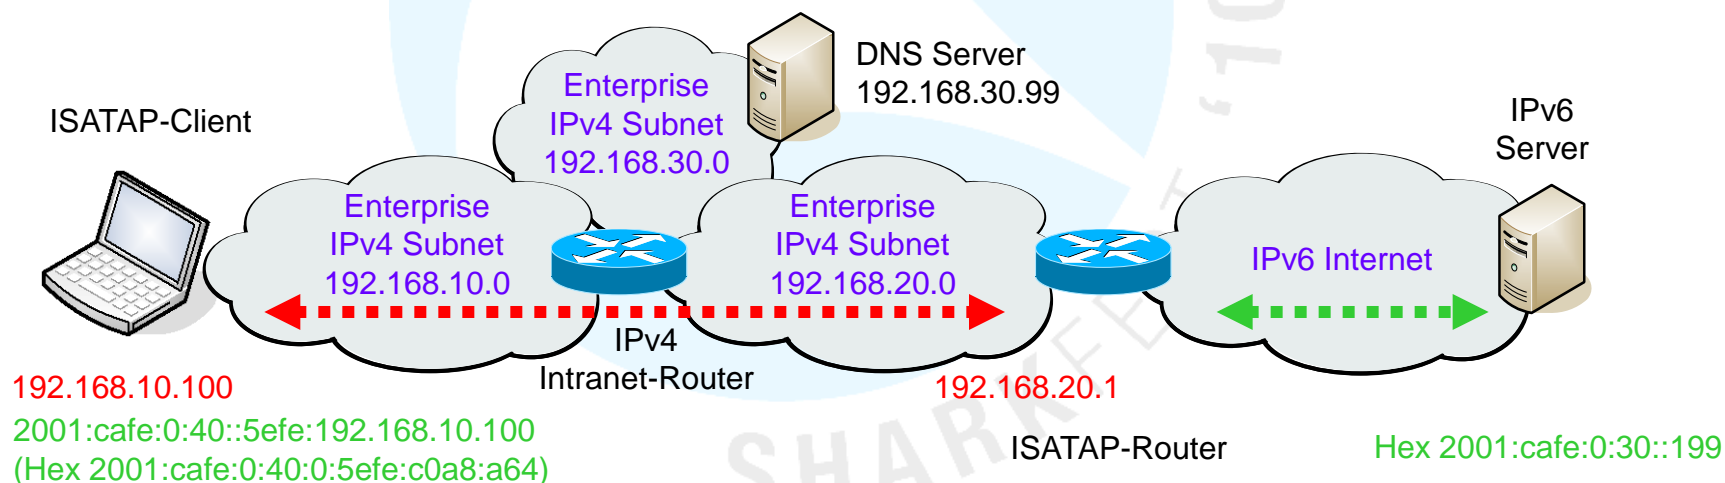 DNS Server
192.168.30.99
Enterprise
IPv4 Subnet
192.168.30.0
ISATAP-Client
IPv6
Server
Enterprise
IPv4 Subnet
192.168.10.0
Enterprise
IPv4 Subnet
192.168.20.0
IPv6 Internet
IPv4
Intranet-Router
192.168.10.100
2001:cafe:0:40::5efe:192.168.10.100
(Hex 2001:cafe:0:40:0:5efe:c0a8:a64)
192.168.20.1
ISATAP-Router
Hex 2001:cafe:0:30::199
SHARKFEST '10